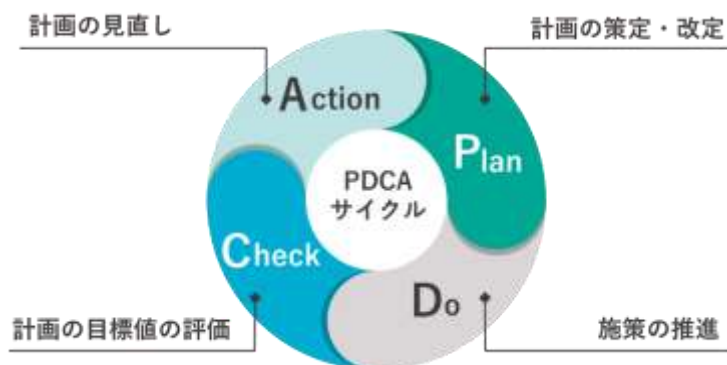 計画の見直し
計画の策定・改定
Action
Plan
PDCA
サイクル
Check
Do
計画の目標値の評価
施策の推進